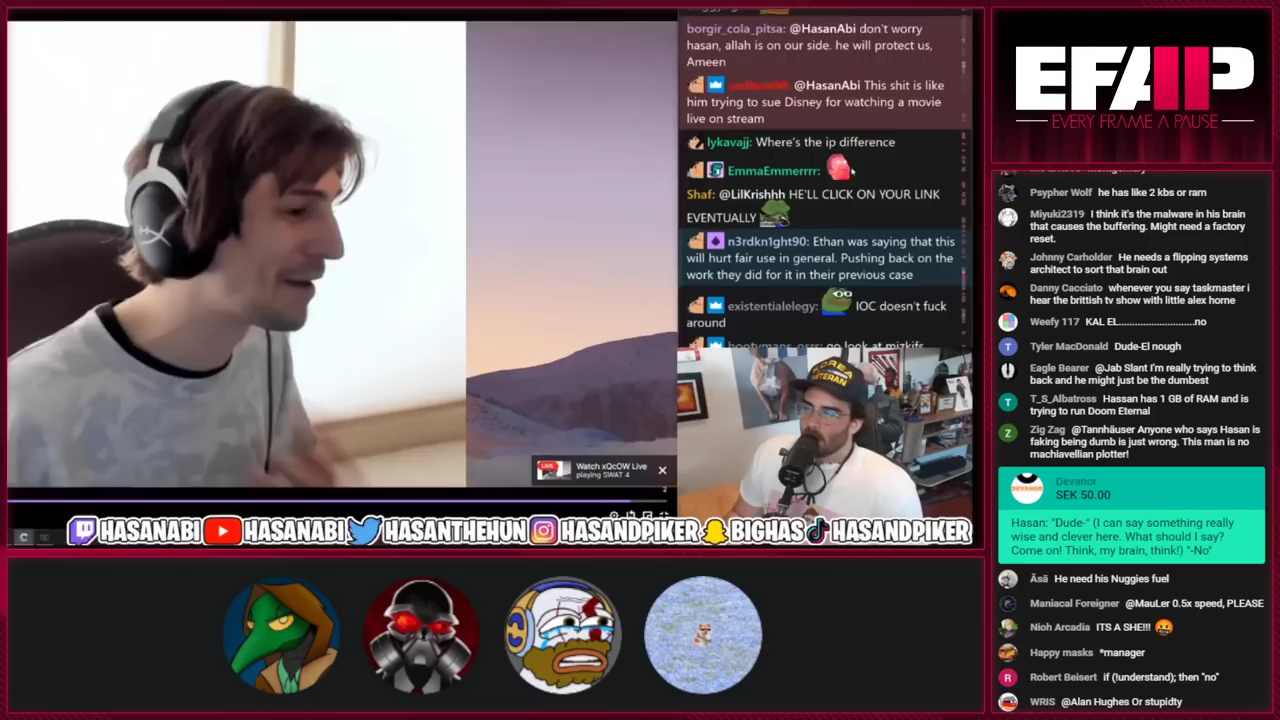 borgir_cola_pitsa: @HasanAbi don't worry
hasan, allah is on our side. he will protect us,
Ameen
@HasanAbi This shit is like
him trying to sue Disney for watching a movie
live on stream
lykavajj: Where's the ip difference
EmmaEmmerrrr:
Shaf: @LilKrishhh HE'LL CLICK ON YOUR LINK
EVENTUALLY
n3rdkn1ght90: Ethan was saying that this
will hurt fair use in general. Pushing back on the
work they did for it in their previous case
existentialelegy: IOC doesn't fuck
around
go look at mizkifs
KOREA
VETERAN
LIVE
Watch xQcOW Live
playing SWAT 4
2
HASANABI HASANABI HASANTHEHUN HASANDPIKER BIGHAS HASANDPIKER
EFAP
EVERY FRAME A PAUSE
Psypher Wolf he has like 2 kbs or ram
Miyuki2319 I think it's the malware in his brain
that causes the buffering. Might need a factory
reset.
Johnny Carholder He needs a flipping systems
architect to sort that brain out
Danny Cacciato whenever you say taskmaster i
hear the brittish tv show with little alex horne
Weefy 117 KAL EL............................no
T
Tyler MacDonald Dude-El nough
Eagle Bearer @Jab Slant I'm really trying to think
back and he might just be the dumbest
T
T_S_Albatross Hassan has 1 GB of RAM and is
trying to run Doom Eternal
Z
Zig Zag @Tannhäuser Anyone who says Hasan is
faking being dumb is just wrong. This man is no
machiavellian plotter!
DEVANOR
Devanor
SEK 50.00
Hasan: "Dude-" (I can say something really
wise and clever here. What should I say?
Come on! Think, my brain, think!) "-No"
Āsā He need his Nuggies fuel
Maniacal Foreigner @MauLer 0.5x speed, PLEASE
Nioh Arcadia ITS A SHE!!!
Happy masks *manager
R
Robert Beisert if (!understand); then "no"
WRIS @Alan Hughes Or stupidty